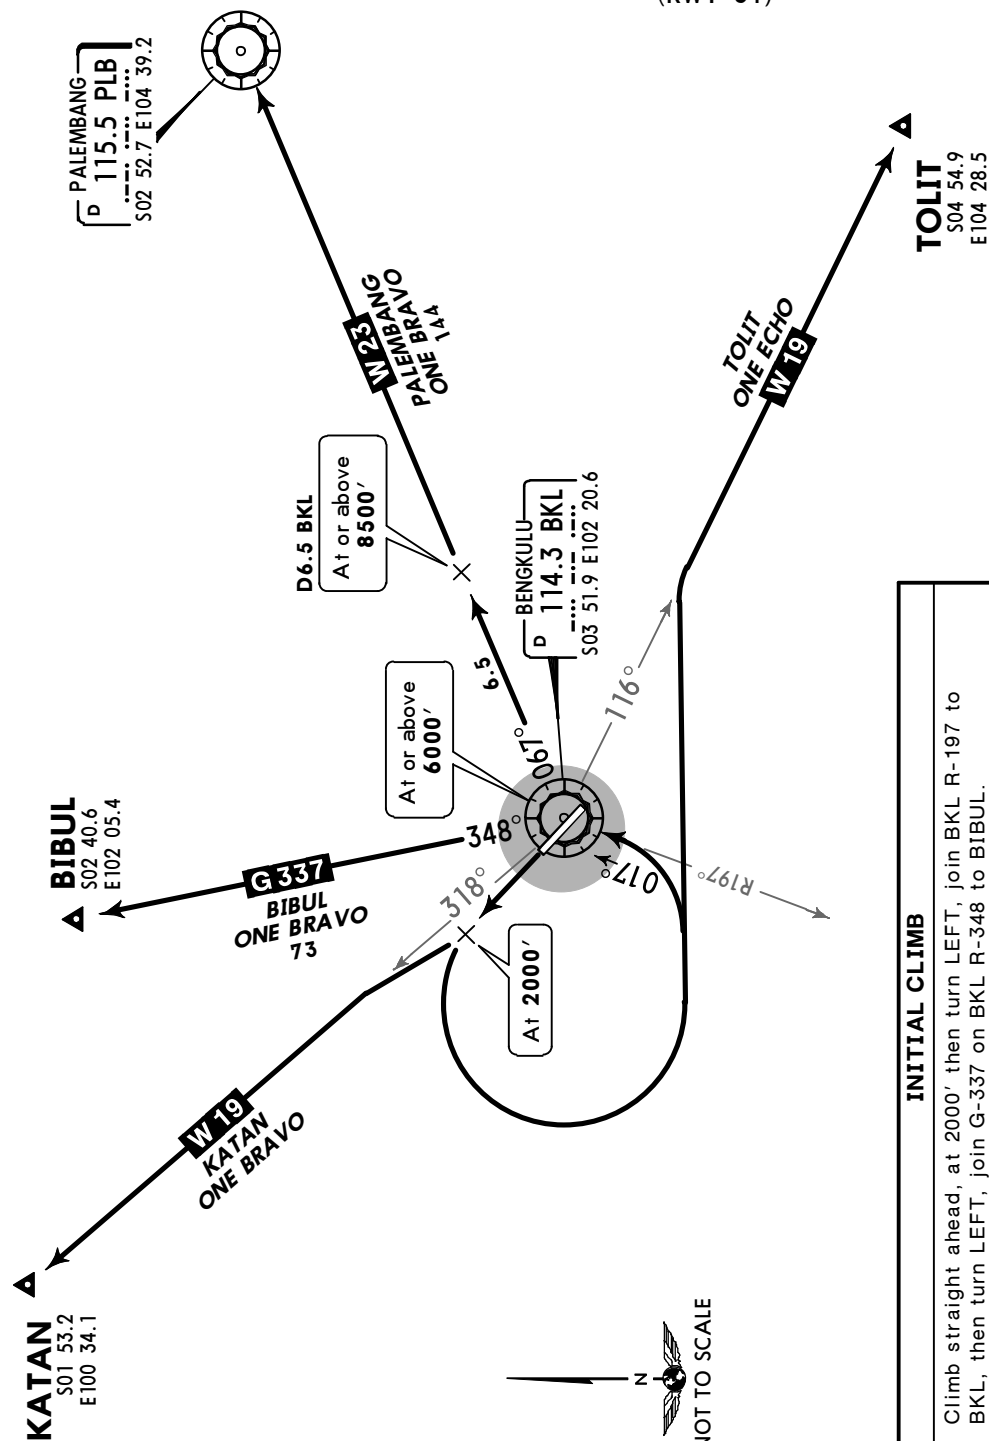 (RWY 31)
PALEMBANG
D
115.5 PLB
S02 52.7 E104 39.2
TOLIT
S04 54.9
E104 28.5
W 23
PALEMBANG
ONE BRAVO
144
TOLIT
ONE ECHO
W 19
D6.5 BKL
At or above
8500'
BENGKULU
D
114.3 BKL
S03 51.9 E102 20.6
6.5
At or above
6000'
067°
116°
BIBUL
S02 40.6
E102 05.4
348°
G 337
BIBUL
ONE BRAVO
73
318°
017°
R197°
At 2000'
W 19
KATAN
ONE BRAVO
KATAN
S01 53.2
E100 34.1
N
NOT TO SCALE
INITIAL CLIMB
Climb straight ahead, at 2000' then turn LEFT, join BKL R-197 to
BKL, then turn LEFT, join G-337 on BKL R-348 to BIBUL.